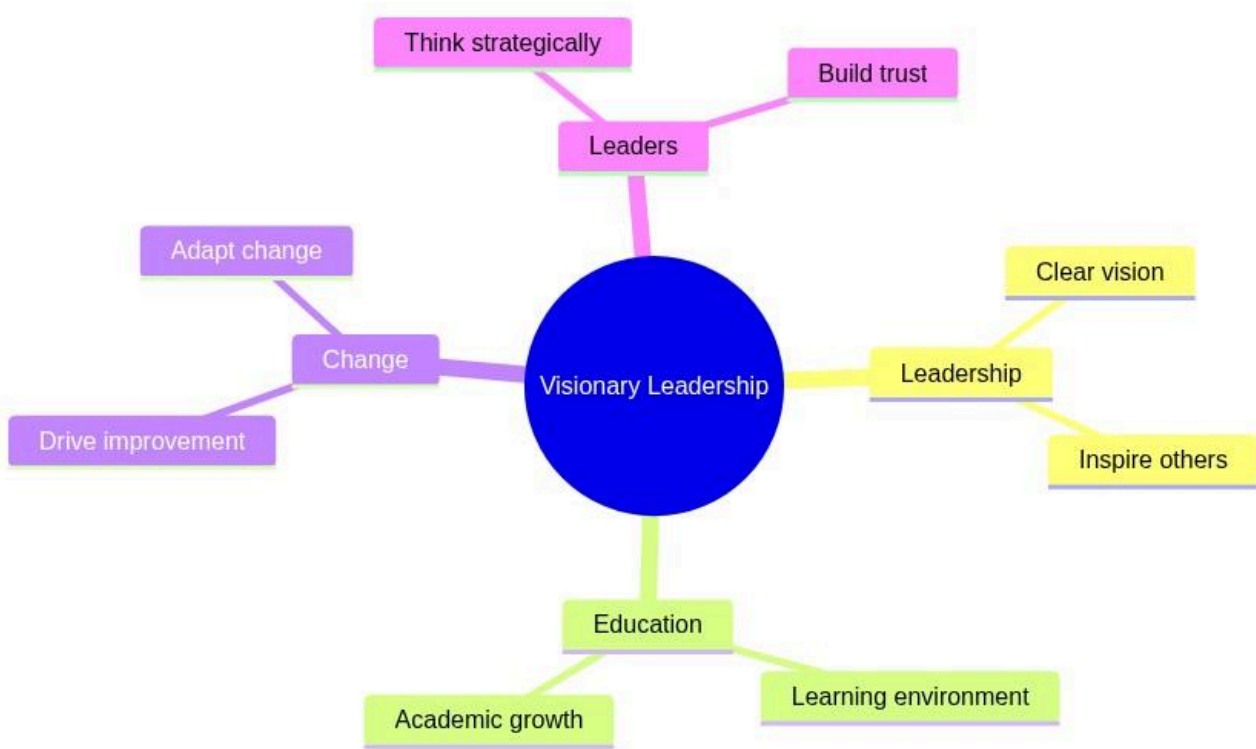 Think strategically
Build trust
Leaders
Adapt change
Clear vision
Change
Visionary Leadership
Leadership
Drive improvement
Inspire others
Education
Learning environment
Academic growth